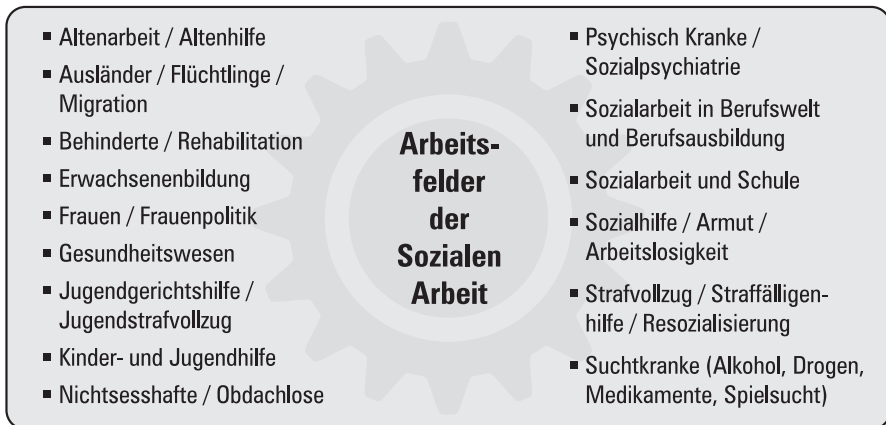 ▪ Altenarbeit / Altenhilfe
▪ Ausländer / Flüchtlinge /
Migration
▪ Behinderte / Rehabilitation
▪ Erwachsenenbildung
▪ Frauen / Frauenpolitik
▪ Gesundheitswesen
▪ Jugendgerichtshilfe /
Jugendstrafvollzug
▪ Kinder- und Jugendhilfe
▪ Nichtsesshafte / Obdachlose
Arbeits-
felder
der
Sozialen
Arbeit
▪ Psychisch Kranke /
Sozialpsychiatrie
▪ Sozialarbeit in Berufswelt
und Berufsausbildung
▪ Sozialarbeit und Schule
▪ Sozialhilfe / Armut /
Arbeitslosigkeit
▪ Strafvollzug / Straffälligen-
hilfe / Resozialisierung
▪ Suchtkranke (Alkohol, Drogen,
Medikamente, Spielsucht)